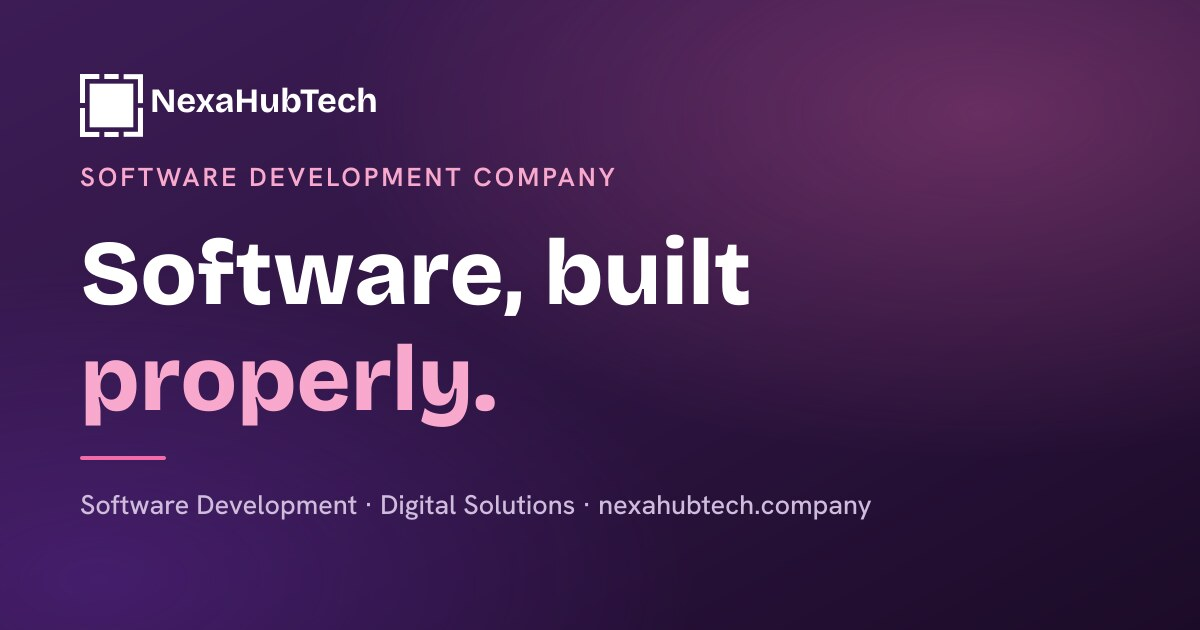 NexaHubTech
SOFTWARE DEVELOPMENT COMPANY
Software, built
properly.
Software Development · Digital Solutions · nexahubtech.company